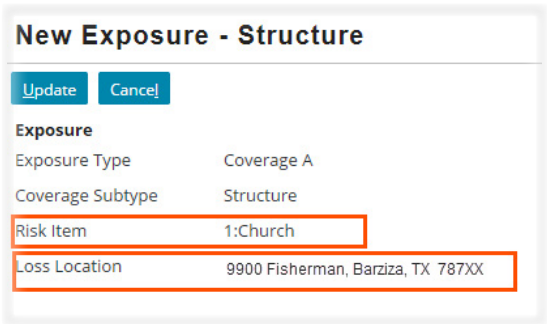 New Exposure - Structure
Update Cancel
Exposure
Exposure Type Coverage A
Coverage Subtype Structure
Risk Item 1:Church
Loss Location 9900 Fisherman, Barziza, TX 787XX